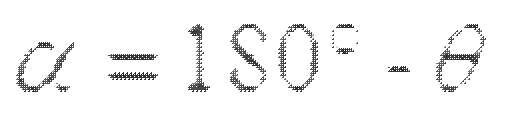 α = 180° - θ